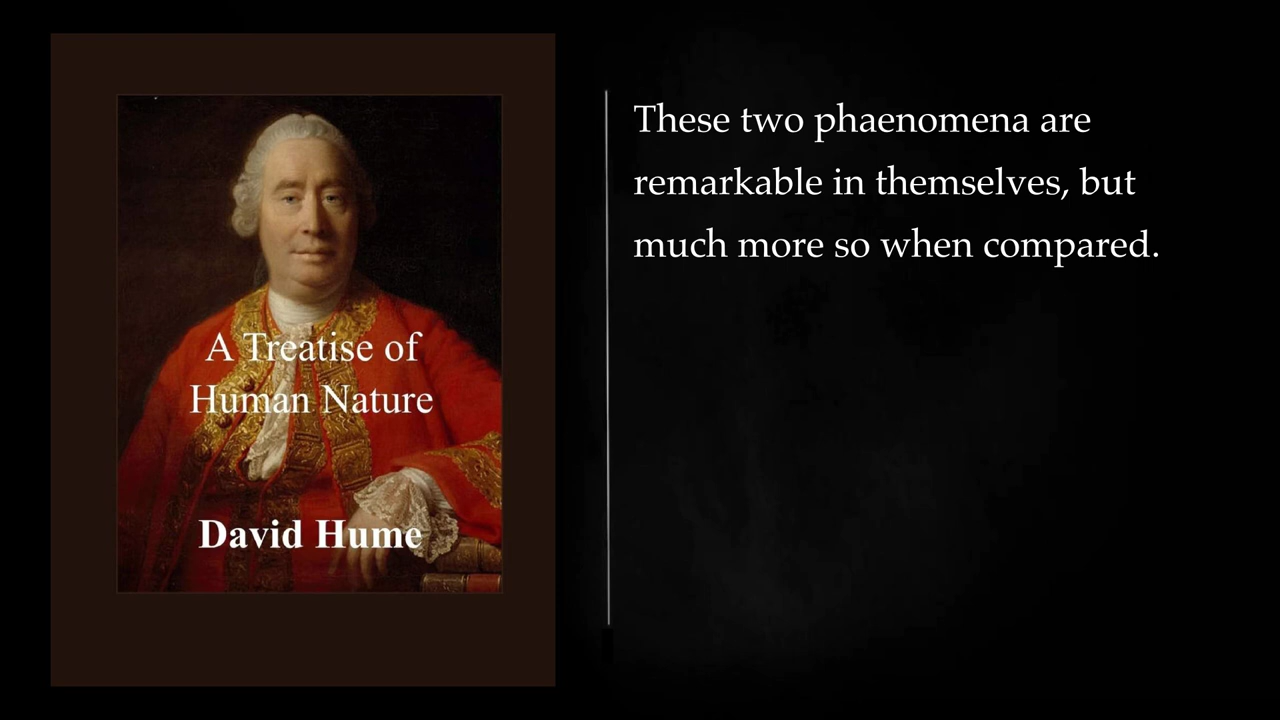 A Treatise of
Human Nature
David Hume
These two phaenomena are
remarkable in themselves, but
much more so when compared.